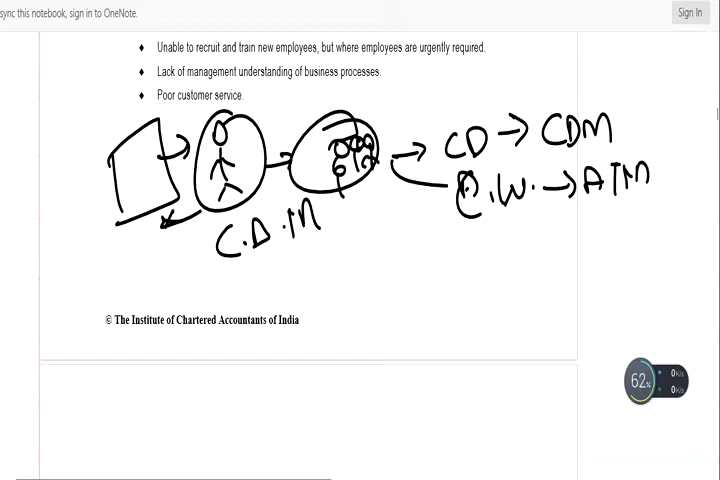 sync this notebook, sign in to OneNote.
Sign In
♦ Unable to recruit and train new employees, but where employees are urgently required.
♦ Lack of management understanding of business processes.
♦ Poor customer service.
CD → CDM
C.W. → ATM
C.D.M
© The Institute of Chartered Accountants of India
62%
+ 0K/s
+ 0K/s